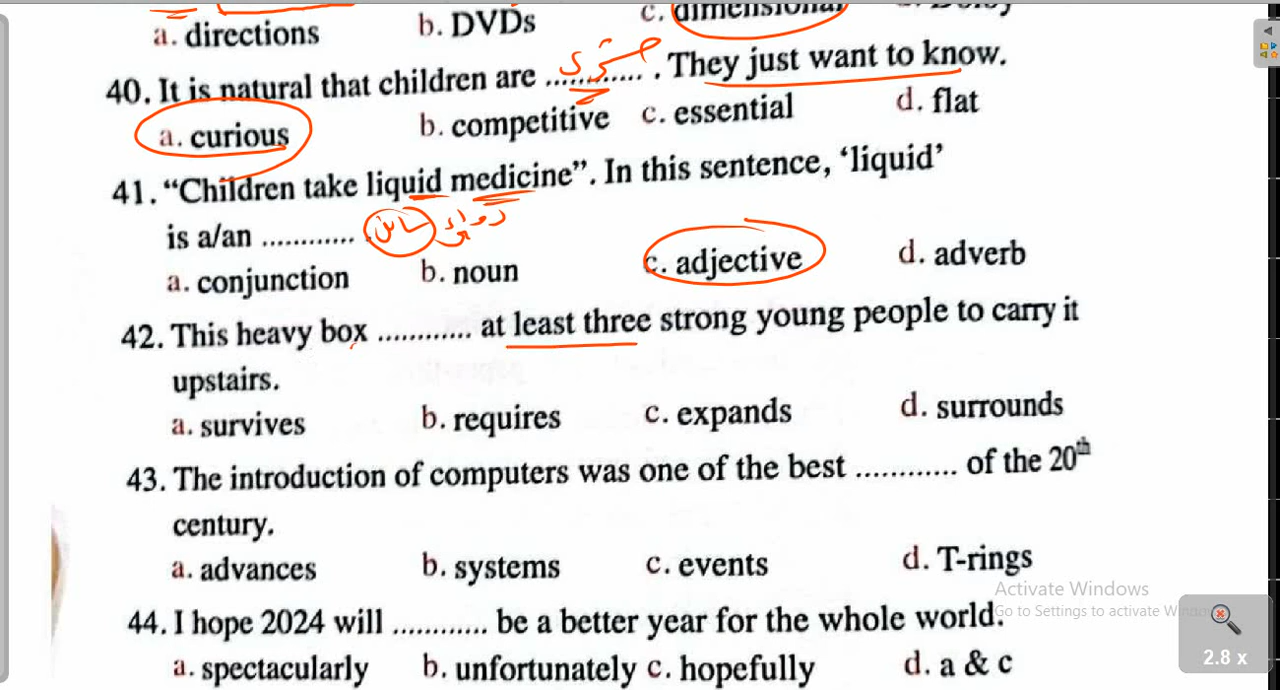 a. directions b. DVDs c. dimensional
40. It is natural that children are ............ . They just want to know.
a. curious b. competitive c. essential d. flat
41. “Children take liquid medicine”. In this sentence, ‘liquid’
is a/an ............
a. conjunction b. noun c. adjective d. adverb
42. This heavy box ............ at least three strong young people to carry it
upstairs.
a. survives b. requires c. expands d. surrounds
43. The introduction of computers was one of the best ............ of the 20th
century.
a. advances b. systems c. events d. T-rings
Activate Windows
Go to Settings to activate
44. I hope 2024 will ............ be a better year for the whole world.
a. spectacularly b. unfortunately c. hopefully d. a & c
2.8 x